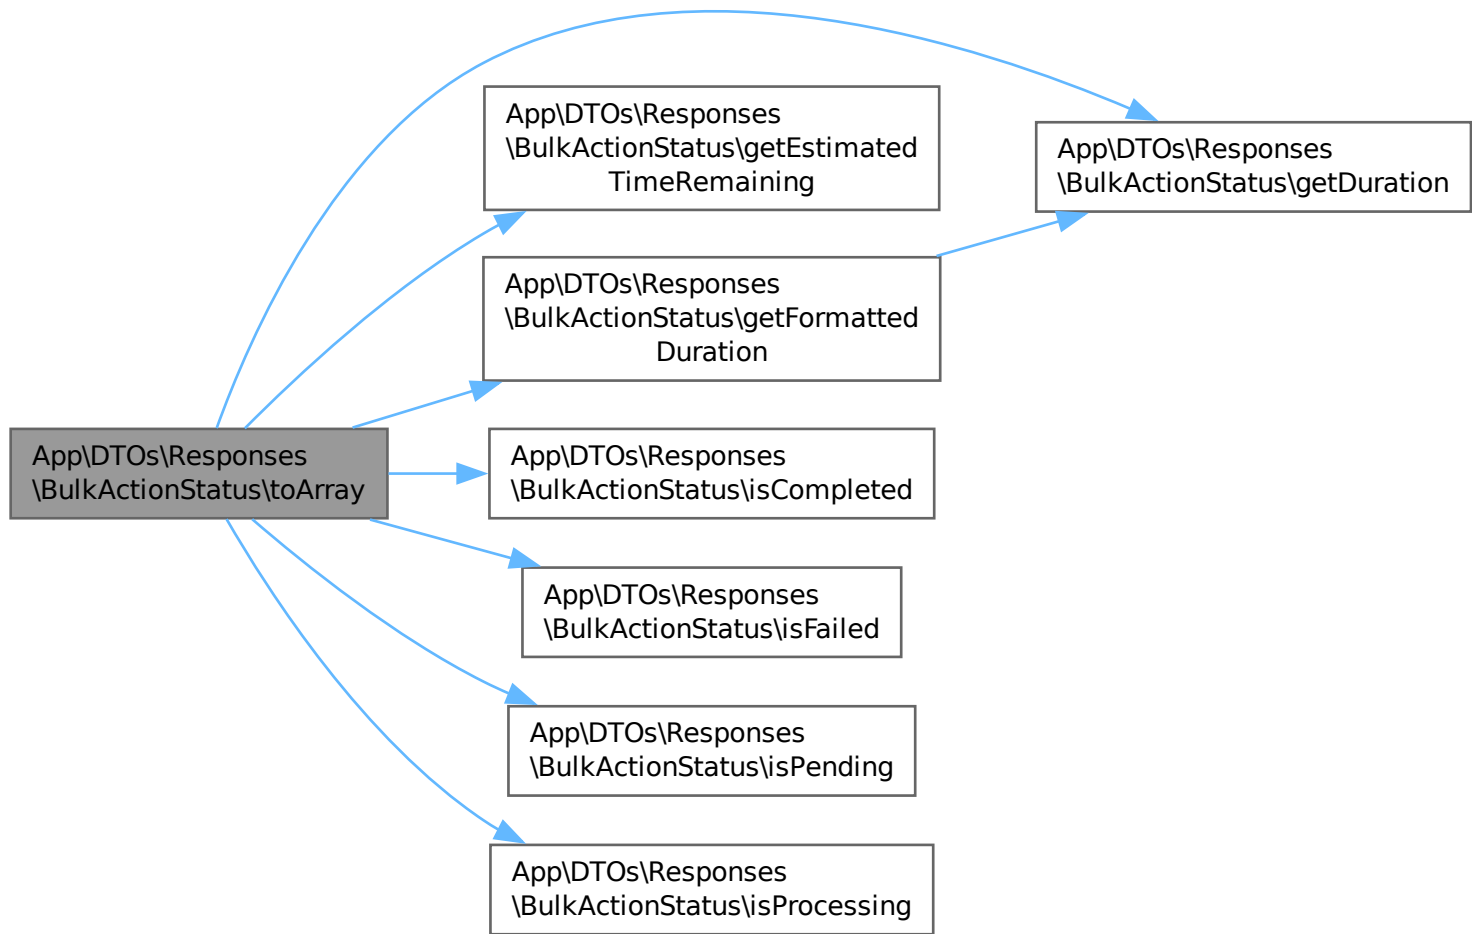 App\DTOs\Responses
\BulkActionStatus\toArray
App\DTOs\Responses
\BulkActionStatus\getEstimated
TimeRemaining
App\DTOs\Responses
\BulkActionStatus\getFormatted
Duration
App\DTOs\Responses
\BulkActionStatus\isCompleted
App\DTOs\Responses
\BulkActionStatus\isFailed
App\DTOs\Responses
\BulkActionStatus\isPending
App\DTOs\Responses
\BulkActionStatus\isProcessing
App\DTOs\Responses
\BulkActionStatus\getDuration